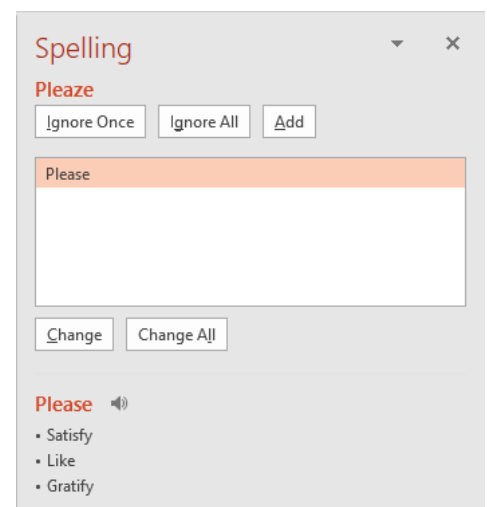 Spelling
Pleaze
Ignore Once Ignore All Add
Please
Change Change All
Please
• Satisfy
• Like
• Gratify